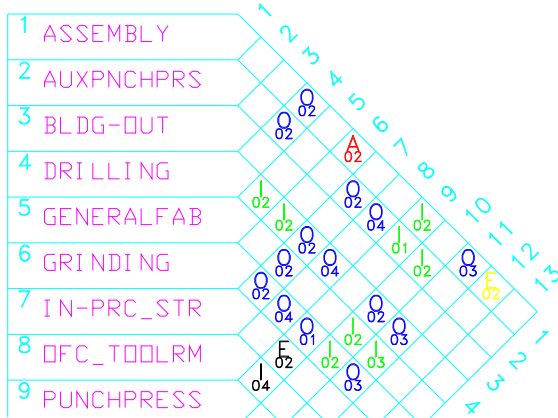 1 ASSEMBLY
2 AUXPNCHPRS
3 BLDG-OUT
4 DRILLING
5 GENERALFAB
6 GRINDING
7 IN-PRC_STR
8 OFC_TOOLRM
9 PUNCHPRESS
1 2 3 4 5 6 7 8 9 10 11 12 13
1
2
3
4
O
02
O
02
A
02
I
02
O
02
I
02
O
04
I
02
O
02
I
01
O
02
O
04
I
02
O
03
O
02
E
02
O
04
O
02
O
01
I
02
O
03
E
02
I
02
I
03
I
04
O
03